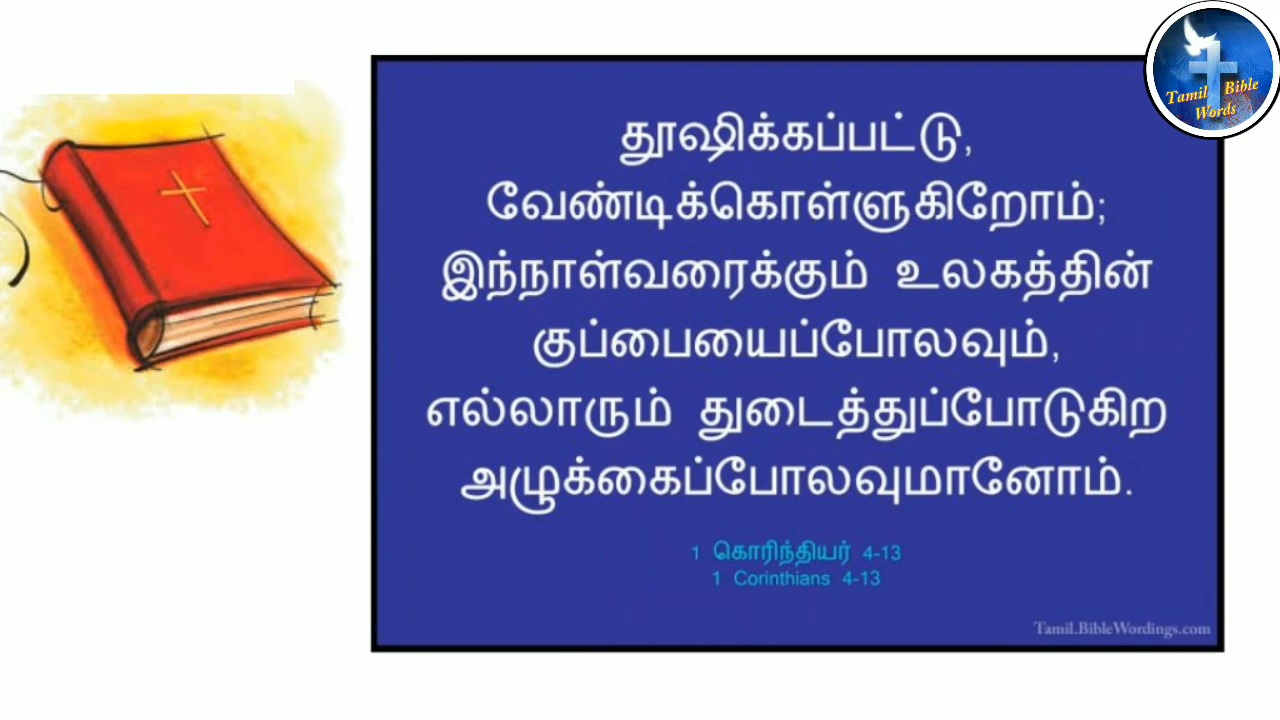 Tamil Bible
Words
தூஷிக்கப்பட்டு,
வேண்டிக்கொள்ளுகிறோம்;
இந்நாள்வரைக்கும் உலகத்தின்
குப்பையைப்போலவும்,
எல்லாரும் துடைத்துப்போடுகிற
அழுக்கைப்போலவுமானோம்.
1 கொரிந்தியர் 4-13
1 Corinthians 4-13
Tamil.BibleWordings.com